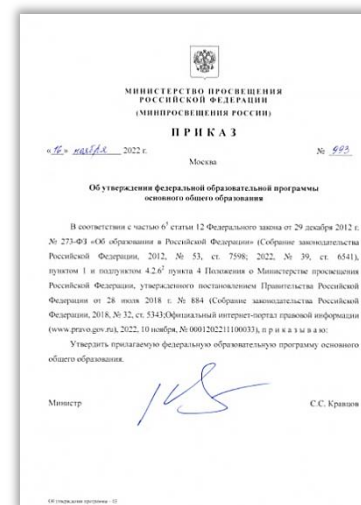 МИНИСТЕРСТВО ПРОСВЕЩЕНИЯ
РОССИЙСКОЙ ФЕДЕРАЦИИ
(МИНПРОСВЕЩЕНИЯ РОССИИ)
ПРИКАЗ
«16» ноября 2022 г. № 993
Москва
Об утверждении федеральной образовательной программы
основного общего образования
В соответствии с частью 6⁵ статьи 12 Федерального закона от 29 декабря 2012 г.
№ 273-ФЗ «Об образовании в Российской Федерации» (Собрание законодательства
Российской Федерации, 2012, № 53, ст. 7598; 2022, № 39, ст. 6541),
пунктом 1 и подпунктом 4.2.6² пункта 4 Положения о Министерстве просвещения
Российской Федерации, утвержденного постановлением Правительства Российской
Федерации от 28 июля 2018 г. № 884 (Собрание законодательства Российской
Федерации, 2018, № 32, ст. 5343;Официальный интернет-портал правовой информации
(www.pravo.gov.ru), 2022, 10 ноября, № 0001202211100033), п р и к а з ы в а ю:
Утвердить прилагаемую федеральную образовательную программу основного
общего образования.
Министр С.С. Кравцов
Об утверждении программы - 03